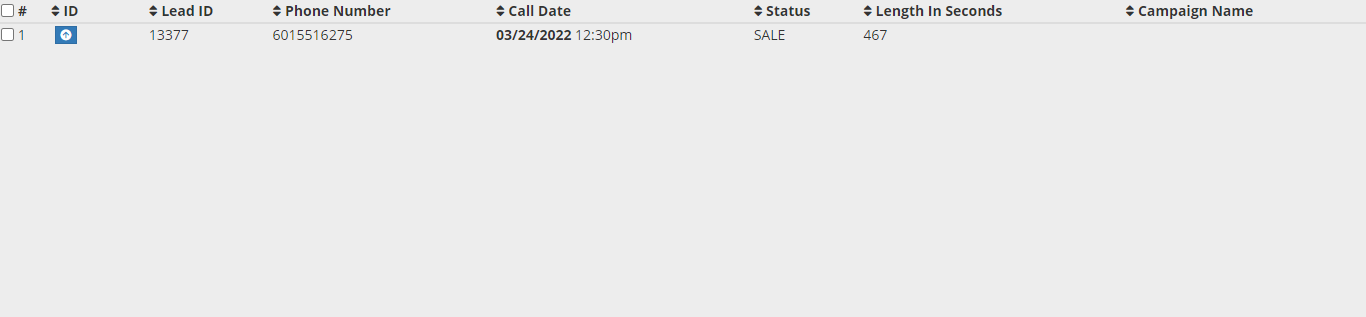 # ID Lead ID Phone Number Call Date Status Length In Seconds Campaign Name
1 13377 6015516275 03/24/2022 12:30pm SALE 467